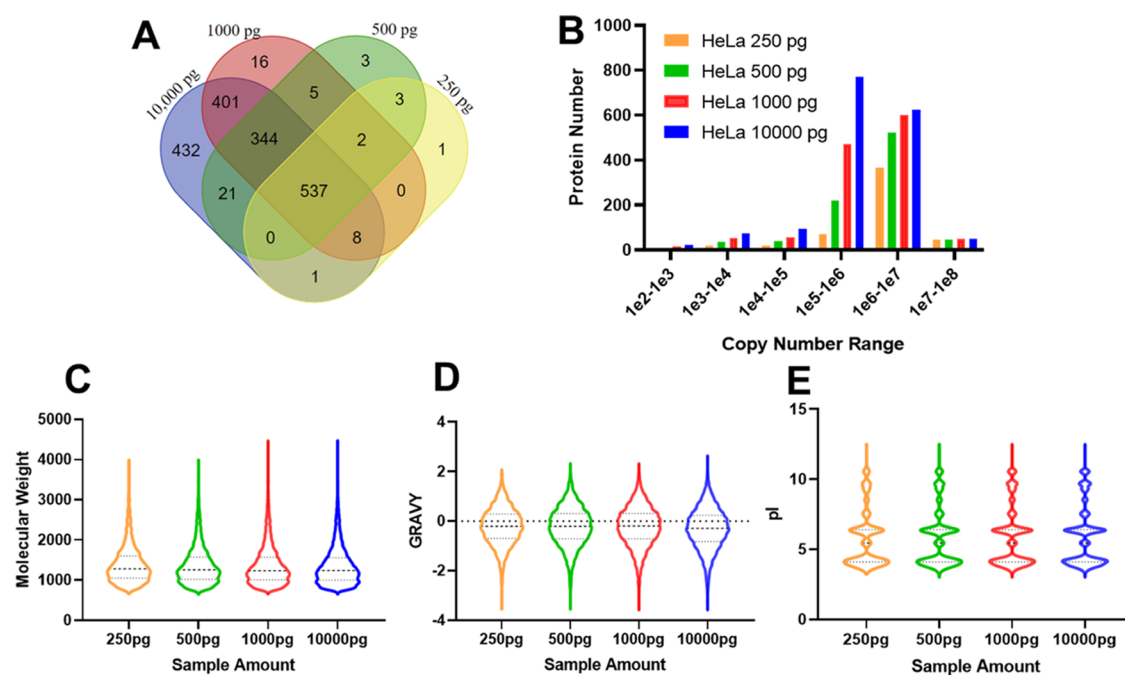 A
10,000 pg
1000 pg
500 pg
250 pg
16
3
401
5
3
432
344
2
1
21
537
0
0
8
1
B
HeLa 250 pg
HeLa 500 pg
HeLa 1000 pg
HeLa 10000 pg
Protein Number
1000
800
600
400
200
0
1e2-1e3
1e3-1e4
1e4-1e5
1e5-1e6
1e6-1e7
1e7-1e8
Copy Number Range
C
Molecular Weight
5000
4000
3000
2000
1000
0
250pg 500pg 1000pg 10000pg
Sample Amount
D
GRAVY
4
2
0
-2
-4
250pg 500pg 1000pg 10000pg
Sample Amount
E
pI
15
10
5
0
250pg 500pg 1000pg 10000pg
Sample Amount